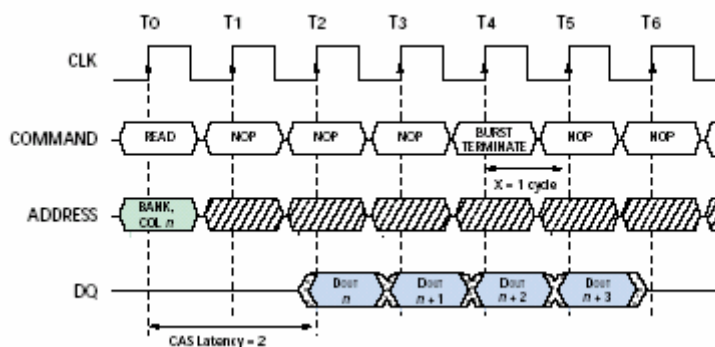 T0 T1 T2 T3 T4 T5 T6
CLK
COMMAND READ NOP NOP NOP BURST TERMINATE NOP NOP
X = 1 cycle
ADDRESS BANK, COL n
DQ DOUT n DOUT n + 1 DOUT n + 2 DOUT n + 3
CAS Latency = 2